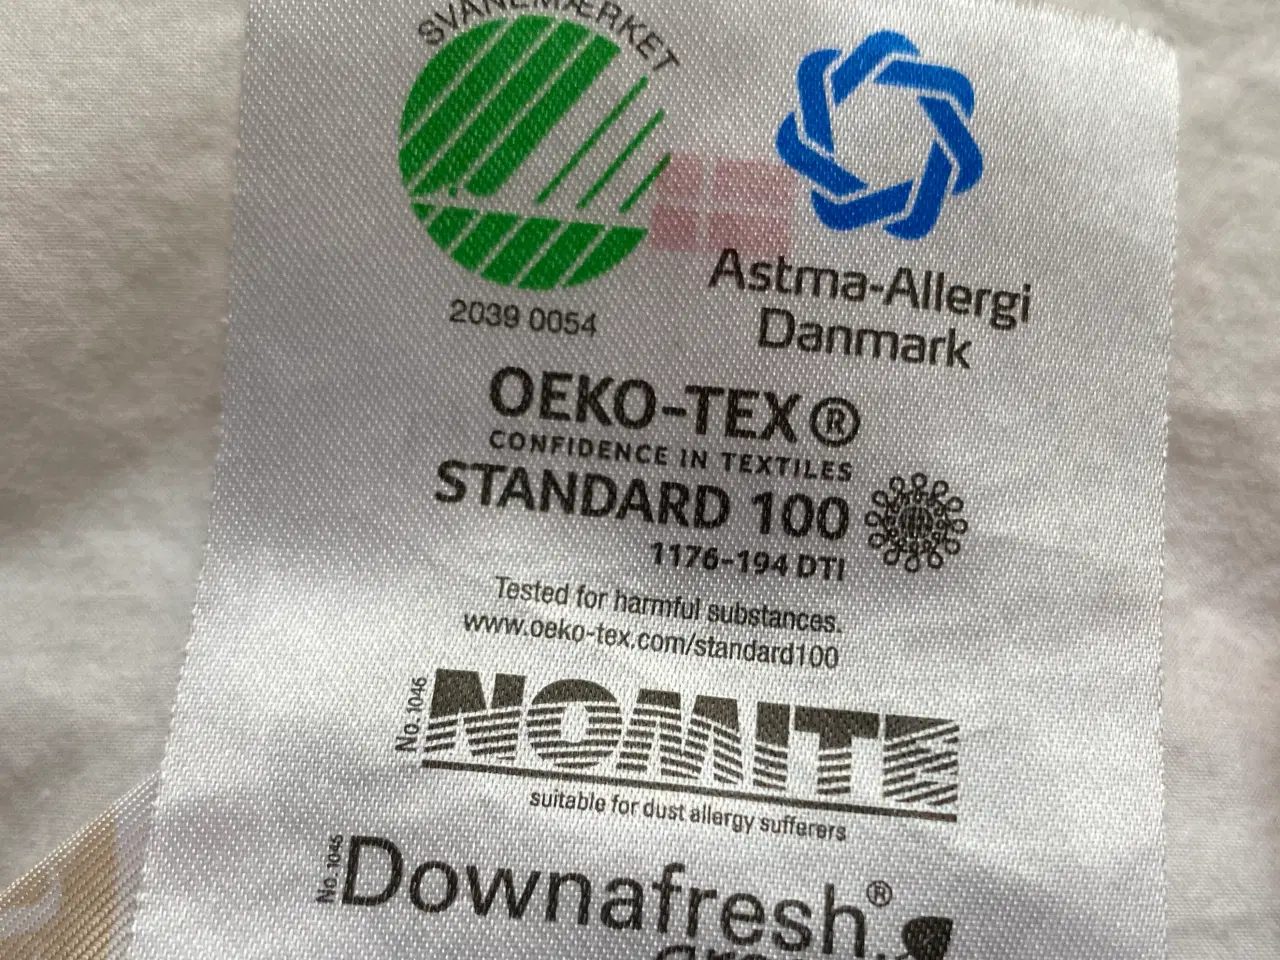 SVANEMÆRKET
2039 0054
Astma-Allergi
Danmark
OEKO-TEX®
CONFIDENCE IN TEXTILES
STANDARD 100
1176-194 DTI
Tested for harmful substances.
www.oeko-tex.com/standard100
No. 1046
NOMITE
suitable for dust allergy sufferers
No. 1046
Downafresh®